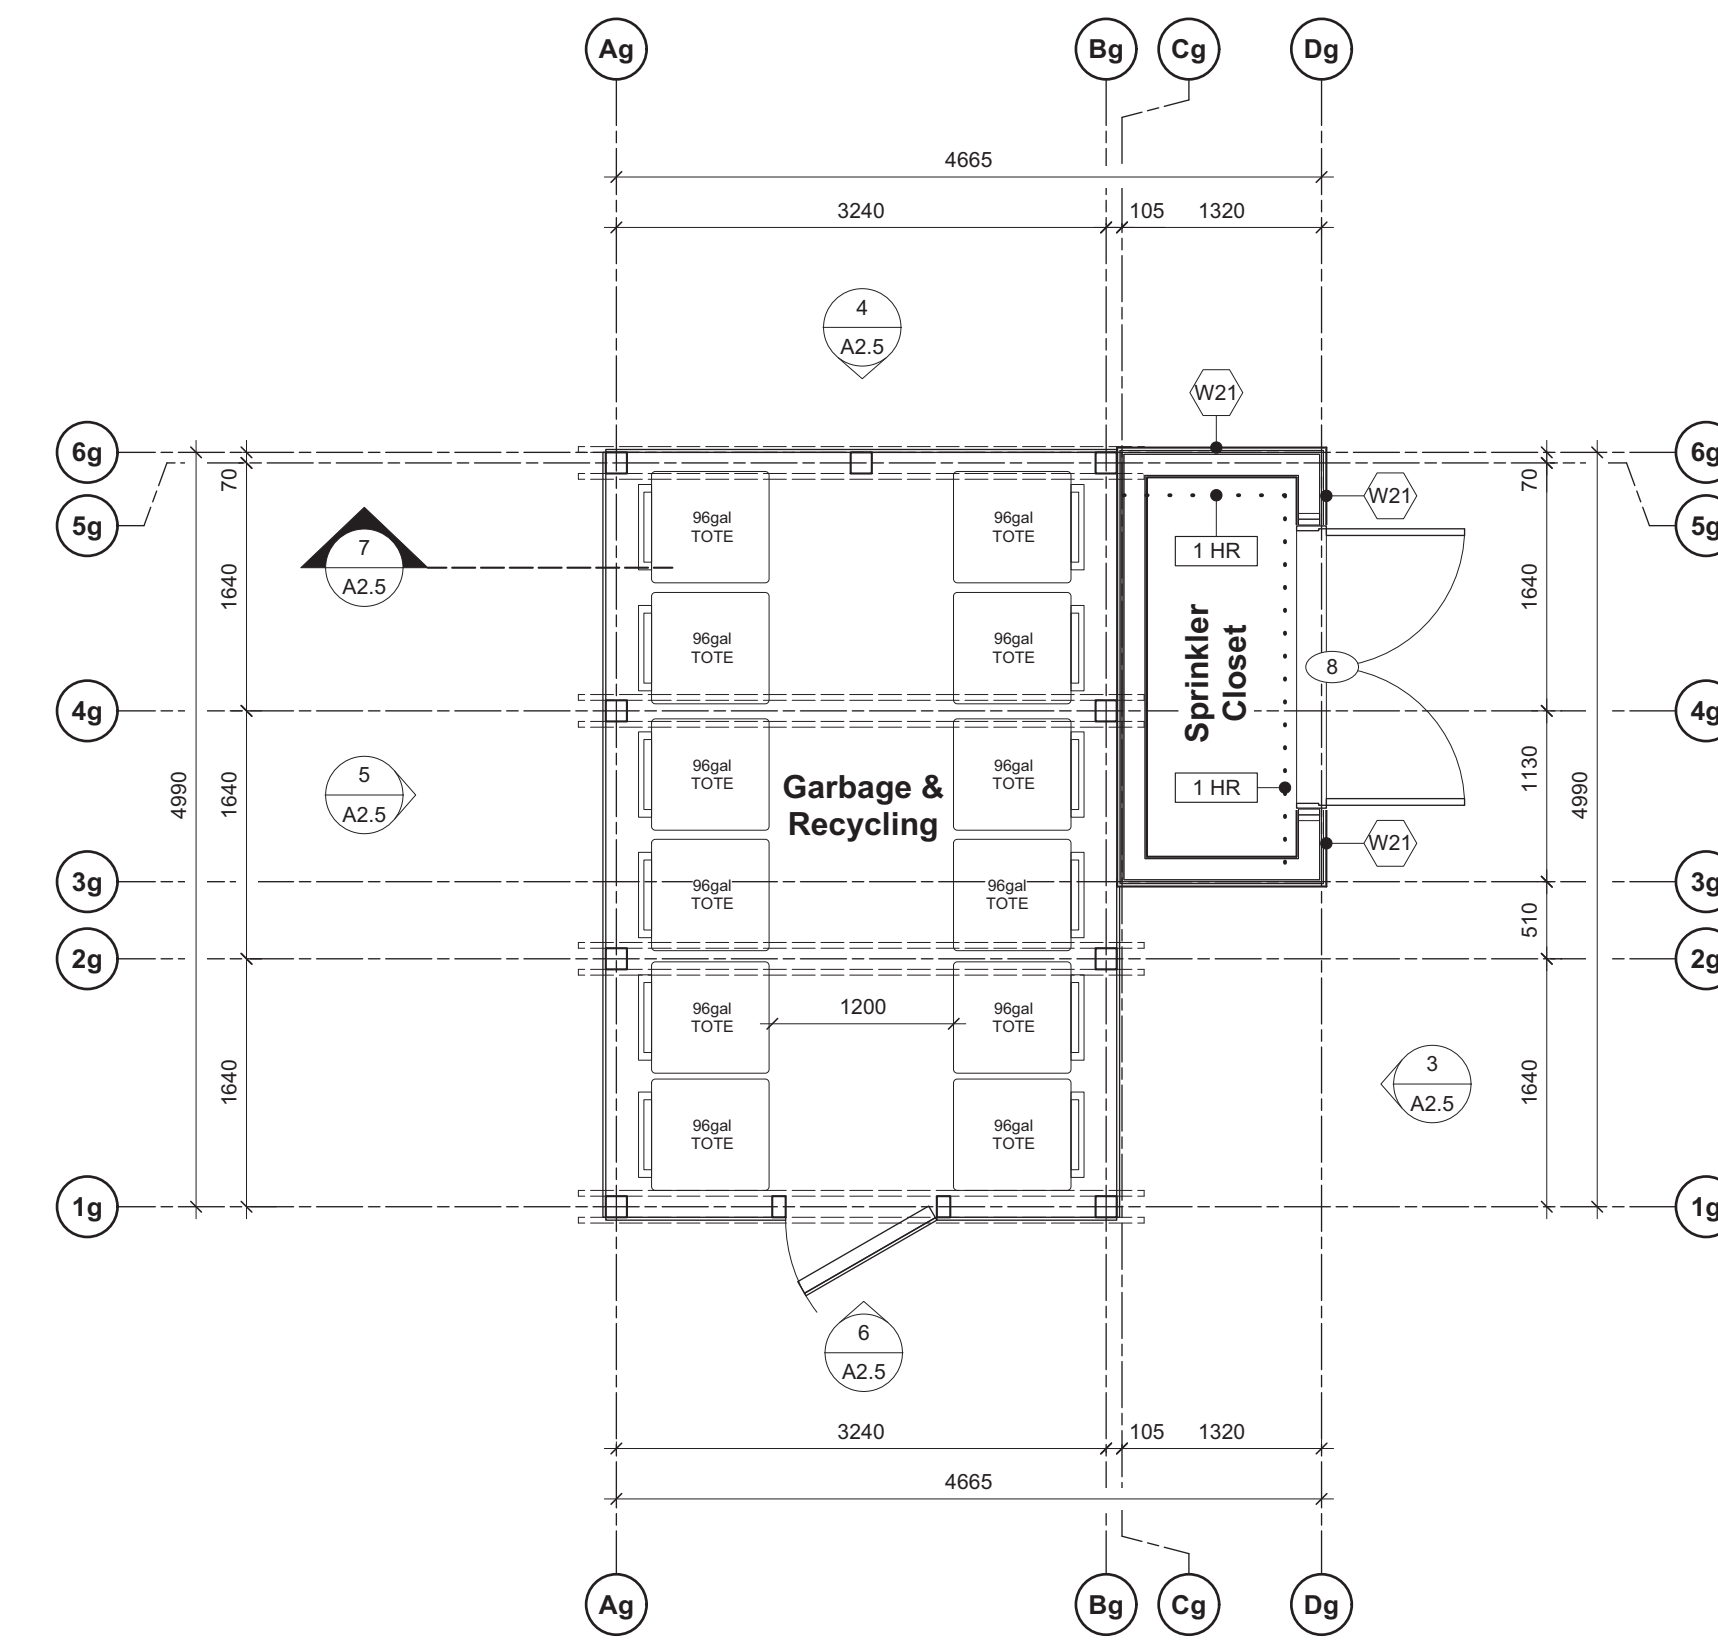 Ag
Bg
Cg
Dg
4665
3240
105
1320
4
A2.5
W21
6g
6g
70
70
5g
5g
W21
96gal
TOTE
96gal
TOTE
7
A2.5
1 HR
1640
1640
96gal
TOTE
96gal
TOTE
Sprinkler
Closet
8
4g
4g
5
A2.5
4990
1640
96gal
TOTE
96gal
TOTE
Garbage &
Recycling
1 HR
1130
4990
W21
3g
3g
96gal
TOTE
96gal
TOTE
510
2g
2g
96gal
TOTE
1200
96gal
TOTE
1640
1640
3
A2.5
96gal
TOTE
96gal
TOTE
1g
1g
6
A2.5
3240
105
1320
4665
Ag
Bg
Cg
Dg